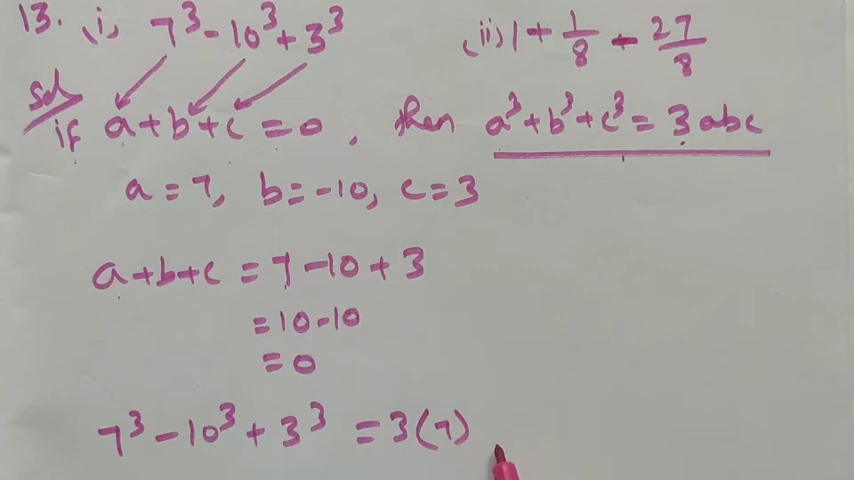 13. (i) 7³ - 10³ + 3³
(ii) 1 + 1/8 - 27/8
Sol
if a+b+c = 0, then a³+b³+c³ = 3abc
a = 7, b = -10, c = 3
a+b+c = 7 - 10 + 3
= 10 - 10
= 0
7³ - 10³ + 3³ = 3(7)